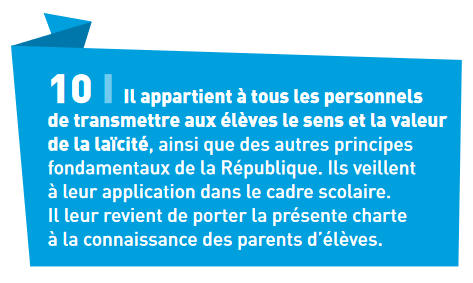 10 | Il appartient à tous les personnels
de transmettre aux élèves le sens et la valeur
de la laïcité, ainsi que des autres principes
fondamentaux de la République. Ils veillent
à leur application dans le cadre scolaire.
Il leur revient de porter la présente charte
à la connaissance des parents d’élèves.